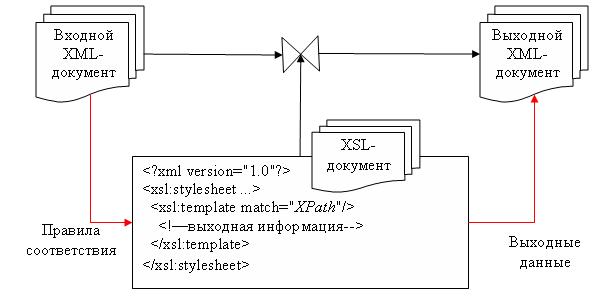 Входной
XML-
документ
Выходной
XML-
документ
XSL-
документ
<?xml version="1.0"?>
<xsl:stylesheet ...>
<xsl:template match="XPath"/>
<!—выходная информация-->
</xsl:template>
</xsl:stylesheet>
Правила
соответствия
Выходные
данные